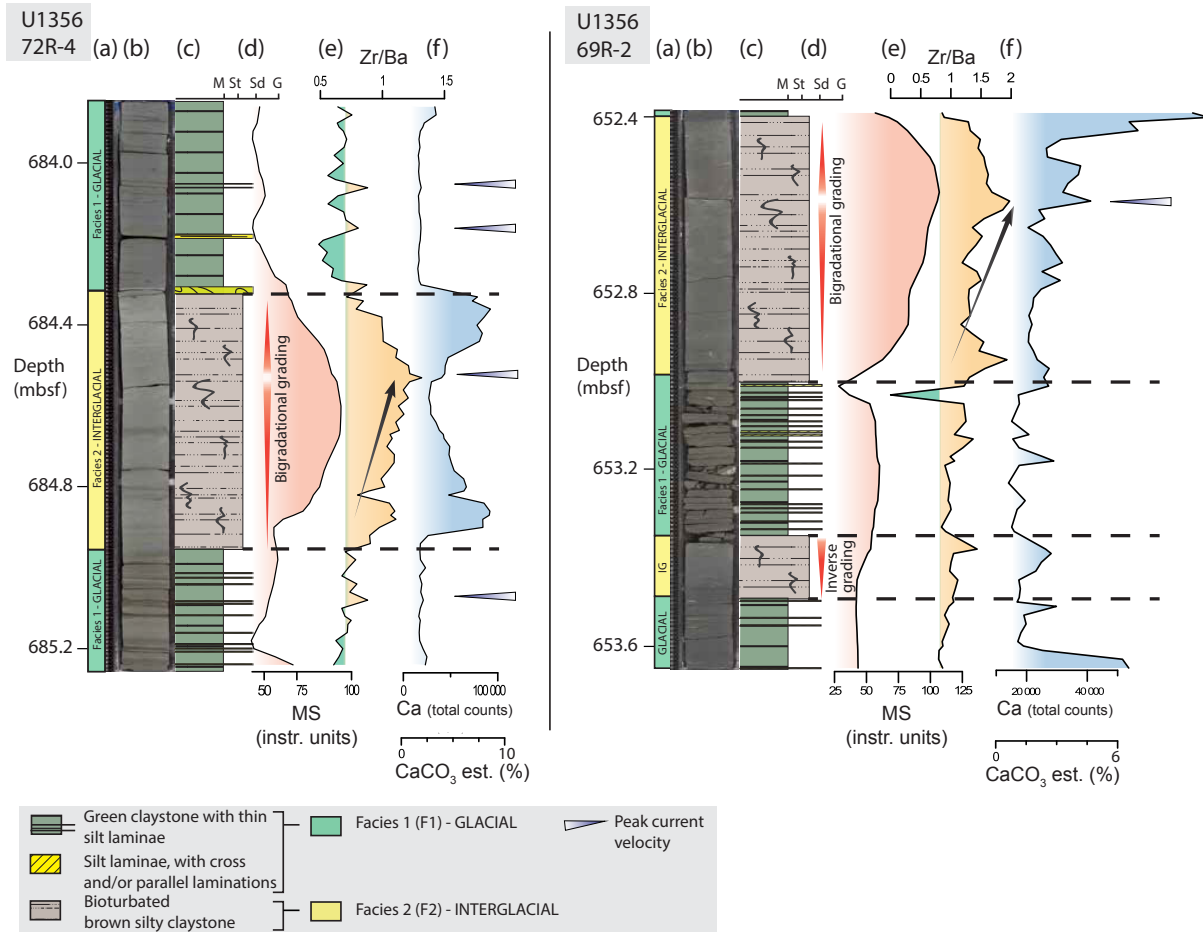 U1356
72R-4
(a) (b) (c) (d) (e) (f)
Zr/Ba
0.5 1 1.5
M St Sd G
684.0
684.4
Depth
(mbsf)
684.8
685.2
Facies 1 - GLACIAL
Facies 2 - INTERGLACIAL
Facies 1 - GLACIAL
Bigradational grading
50 75 100
MS
(instr. units)
0 100 000
Ca (total counts)
0 10
CaCO3 est. (%)
U1356
69R-2
(a) (b) (c) (d) (e) (f)
Zr/Ba
0 0.5 1 1.5 2
M St Sd G
652.4
652.8
Depth
(mbsf)
653.2
653.6
Facies 2 - INTERGLACIAL
Facies 1 - GLACIAL
IG
GLACIAL
Bigradational grading
Inverse
grading
25 50 100 125
MS
(instr. units)
20 000 40 000
Ca (total counts)
0 6
CaCO3 est. (%)
Green claystone with thin
silt laminae
Silt laminae, with cross
and/or parallel laminations
Bioturbated
brown silty claystone
Facies 1 (F1) - GLACIAL
Facies 2 (F2) - INTERGLACIAL
Peak current
velocity